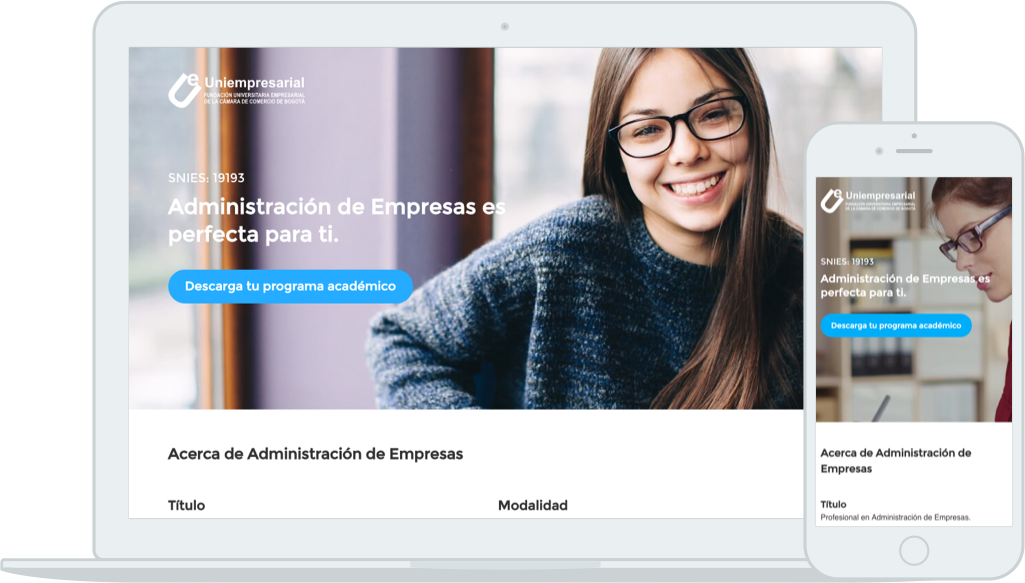 Uniempresarial
FUNDACIÓN UNIVERSITARIA EMPRESARIAL
DE LA CÁMARA DE COMERCIO DE BOGOTÁ
SNIES: 19193
Administración de Empresas es
perfecta para ti.
Descarga tu programa académico
Acerca de Administración de Empresas
Título
Modalidad
Uniempresarial
FUNDACIÓN UNIVERSITARIA EMPRESARIAL
DE LA CÁMARA DE COMERCIO DE BOGOTÁ
SNIES: 19193
Administración de Empresas es
perfecta para ti.
Descarga tu programa académico
Acerca de Administración de
Empresas
Título
Profesional en Administración de Empresas.